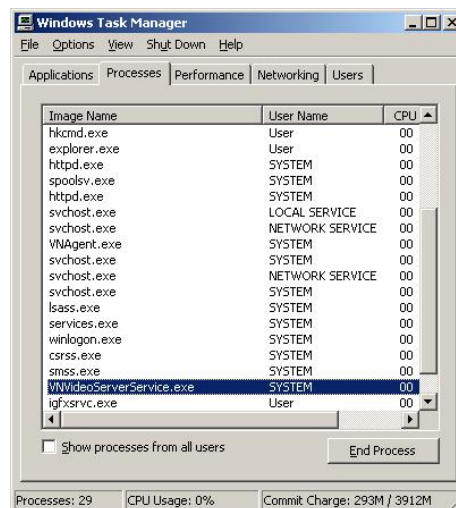 Windows Task Manager
File Options View Shut Down Help
Applications Processes Performance Networking Users
Image Name User Name CPU
hkcmd.exe User 00
explorer.exe User 00
httpd.exe SYSTEM 00
spoolsv.exe SYSTEM 00
httpd.exe SYSTEM 00
svchost.exe LOCAL SERVICE 00
svchost.exe NETWORK SERVICE 00
VNAgent.exe SYSTEM 00
svchost.exe SYSTEM 00
svchost.exe NETWORK SERVICE 00
svchost.exe SYSTEM 00
lsass.exe SYSTEM 00
services.exe SYSTEM 00
winlogon.exe SYSTEM 00
csrss.exe SYSTEM 00
smss.exe SYSTEM 00
VNVideoServerService.exe SYSTEM 00
igfxsrvc.exe User 00
Show processes from all users End Process
Processes: 29 CPU Usage: 0% Commit Charge: 293M / 3912M